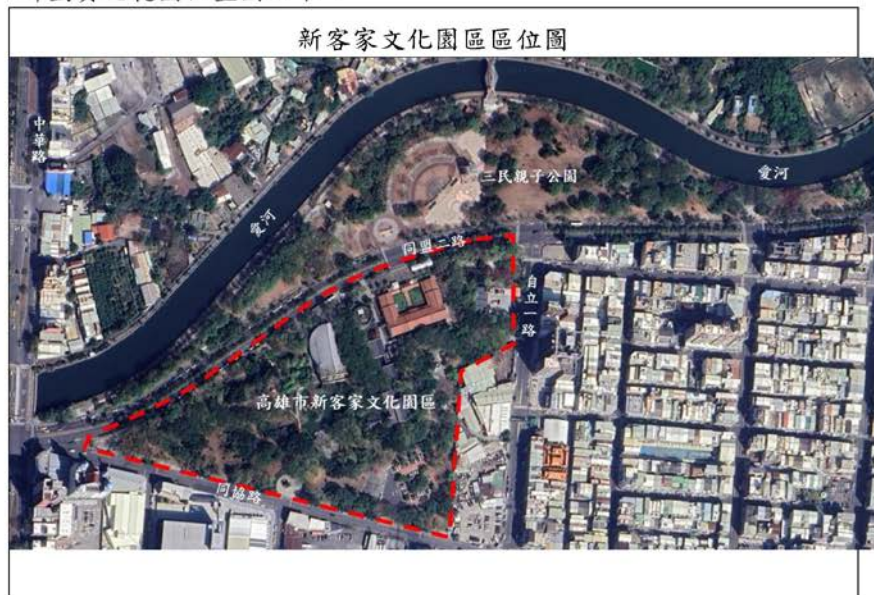 新客家文化園區區位圖
中華路
三民親子公園
愛河
愛河
同盟二路
自立一路
高雄市新客家文化園區
同協路